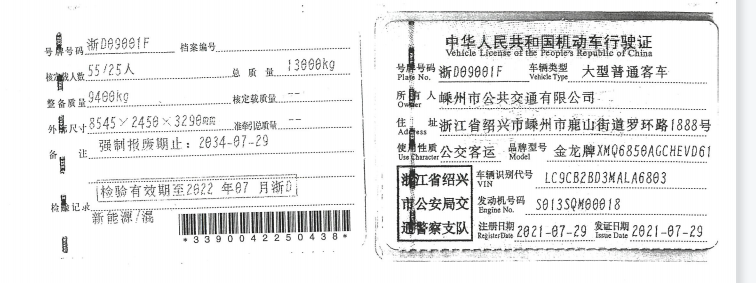 号牌号码 浙D09001F 档案编号
核定载人数 55/25人 总质量 13000kg
整备质量 9400kg 核定载质量 --
外廓尺寸 8545×2450×3290mm 准牵引总质量 --
备注 强制报废期止：2034-07-29
检验有效期至2022年07月浙D
检验记录
新能源/混
*3390042250438*
中华人民共和国机动车行驶证
Vehicle License of the People's Republic of China
号牌号码 浙D09001F 车辆类型 大型普通客车
Plate No. Vehicle Type
所有人 嵊州市公共交通有限公司
Owner
住址 浙江省绍兴市嵊州市鹿山街道罗环路1888号
Address
使用性质 公交客运 品牌型号 金龙牌XMQ6850AGCHEVD61
Use Character Model
浙江省绍兴市公安局交通警察支队
车辆识别代号 LC9CB2BD3MALA6803
VIN
发动机号码 S013SQM00018
Engine No.
注册日期 2021-07-29 发证日期 2021-07-29
Register Date Issue Date